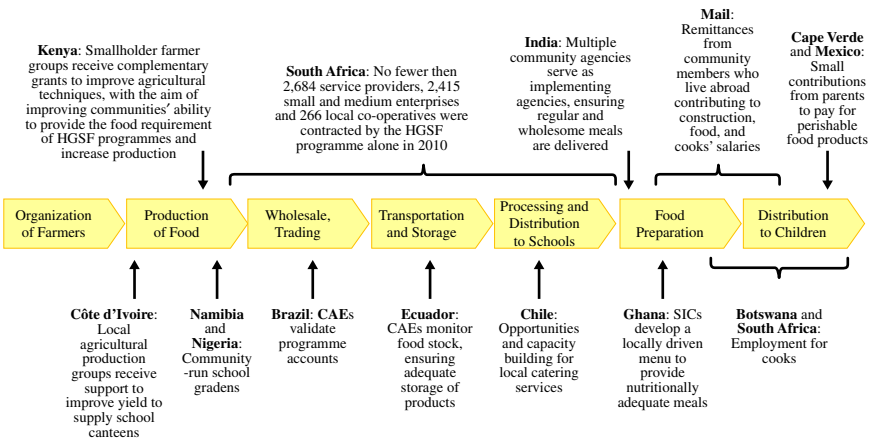 Kenya: Smallholder farmer
groups receive complementary
grants to improve agricultural
techniques, with the aim of
improving communities′ ability
to provide the food requirement
of HGSF programmes and
increase production
South Africa: No fewer then
2,684 service providers, 2,415
small and medium enterprises
and 266 local co-operatives were
contracted by the HGSF
programme alone in 2010
India: Multiple
community agencies
serve as
implementing
agencies, ensuring
regular and
wholesome meals
are delivered
Mail:
Remittances
from
community
members who
live abroad
contributing to
construction,
food, and
cooks’ salaries
Cape Verde
and Mexico:
Small
contributions
from parents
to pay for
perishable
food products
Organization
of Farmers
Production
of Food
Wholesale,
Trading
Transportation
and Storage
Processing and
Distribution
to Schools
Food
Preparation
Distribution
to Children
Côte d’Ivoire:
Local
agricultural
production
groups receive
support to
improve yield to
supply school
canteens
Namibia
and
Nigeria:
Community
-run school
gradens
Brazil: CAEs
validate
programme
accounts
Ecuador:
CAEs monitor
food stock,
ensuring
adequate
storage of
products
Chile:
Opportunities
and capacity
building for
local catering
services
Ghana: SICs
develop a
locally driven
menu to
provide
nutritionally
adequate meals
Botswana and
South Africa:
Employment for
cooks